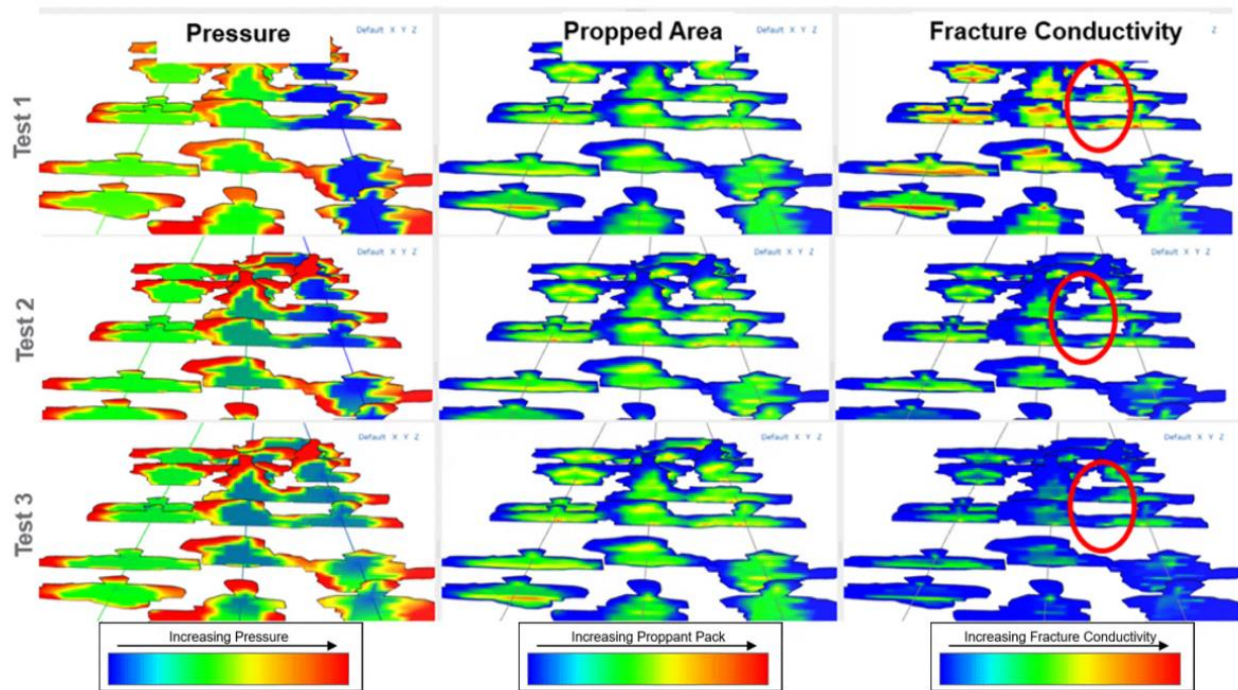 Pressure
Default X Y Z
Propped Area
Default X Y Z
Fracture Conductivity
Z
Test 1
Default X Y Z
Default X Y Z
Default X Y Z
Test 2
Default X Y Z
Default X Y Z
Default X Y Z
Test 3
Increasing Pressure
Increasing Proppant Pack
Increasing Fracture Conductivity